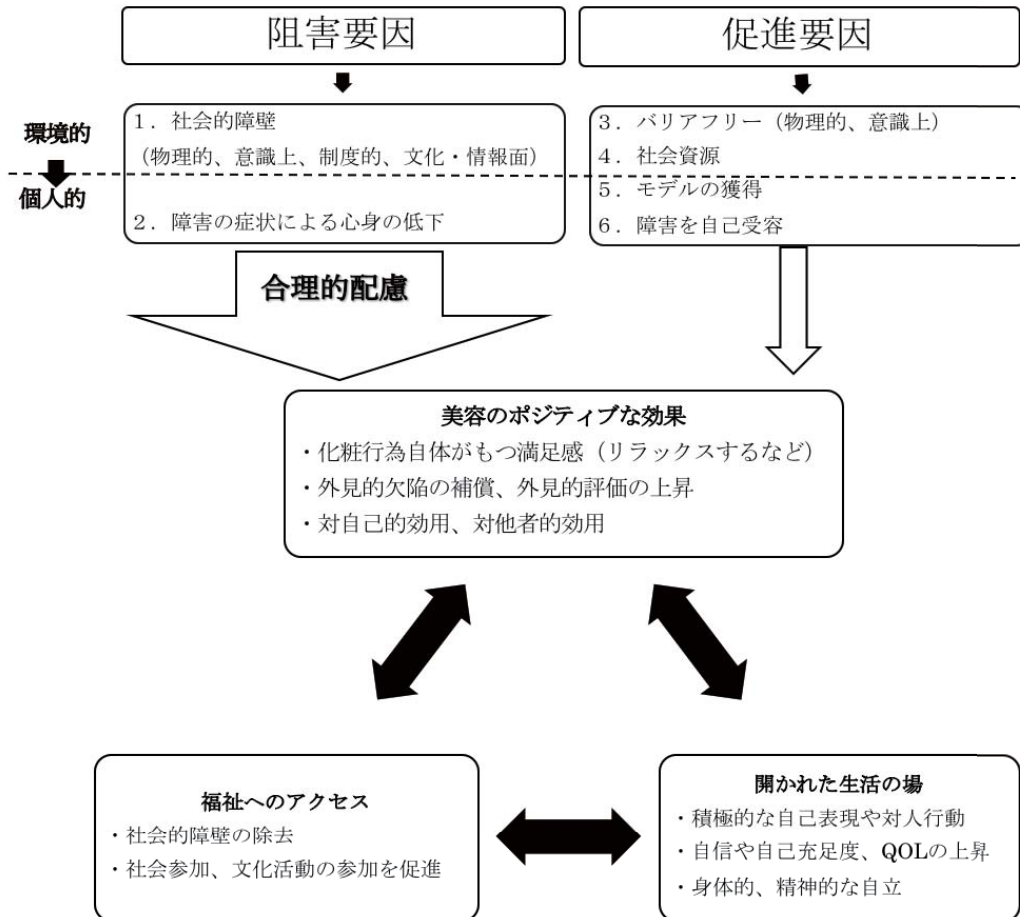 阻害要因
促進要因
環境的
個人的
１．社会的障壁
（物理的、意識上、制度的、文化・情報面）
２．障害の症状による心身の低下
３．バリアフリー（物理的、意識上）
４．社会資源
５．モデルの獲得
６．障害を自己受容
合理的配慮
美容のポジティブな効果
・化粧行為自体がもつ満足感（リラックスするなど）
・外見的欠陥の補償、外見的評価の上昇
・対自己的効用、対他者的効用
福祉へのアクセス
・社会的障壁の除去
・社会参加、文化活動の参加を促進
開かれた生活の場
・積極的な自己表現や対人行動
・自信や自己充足度、QOLの上昇
・身体的、精神的な自立